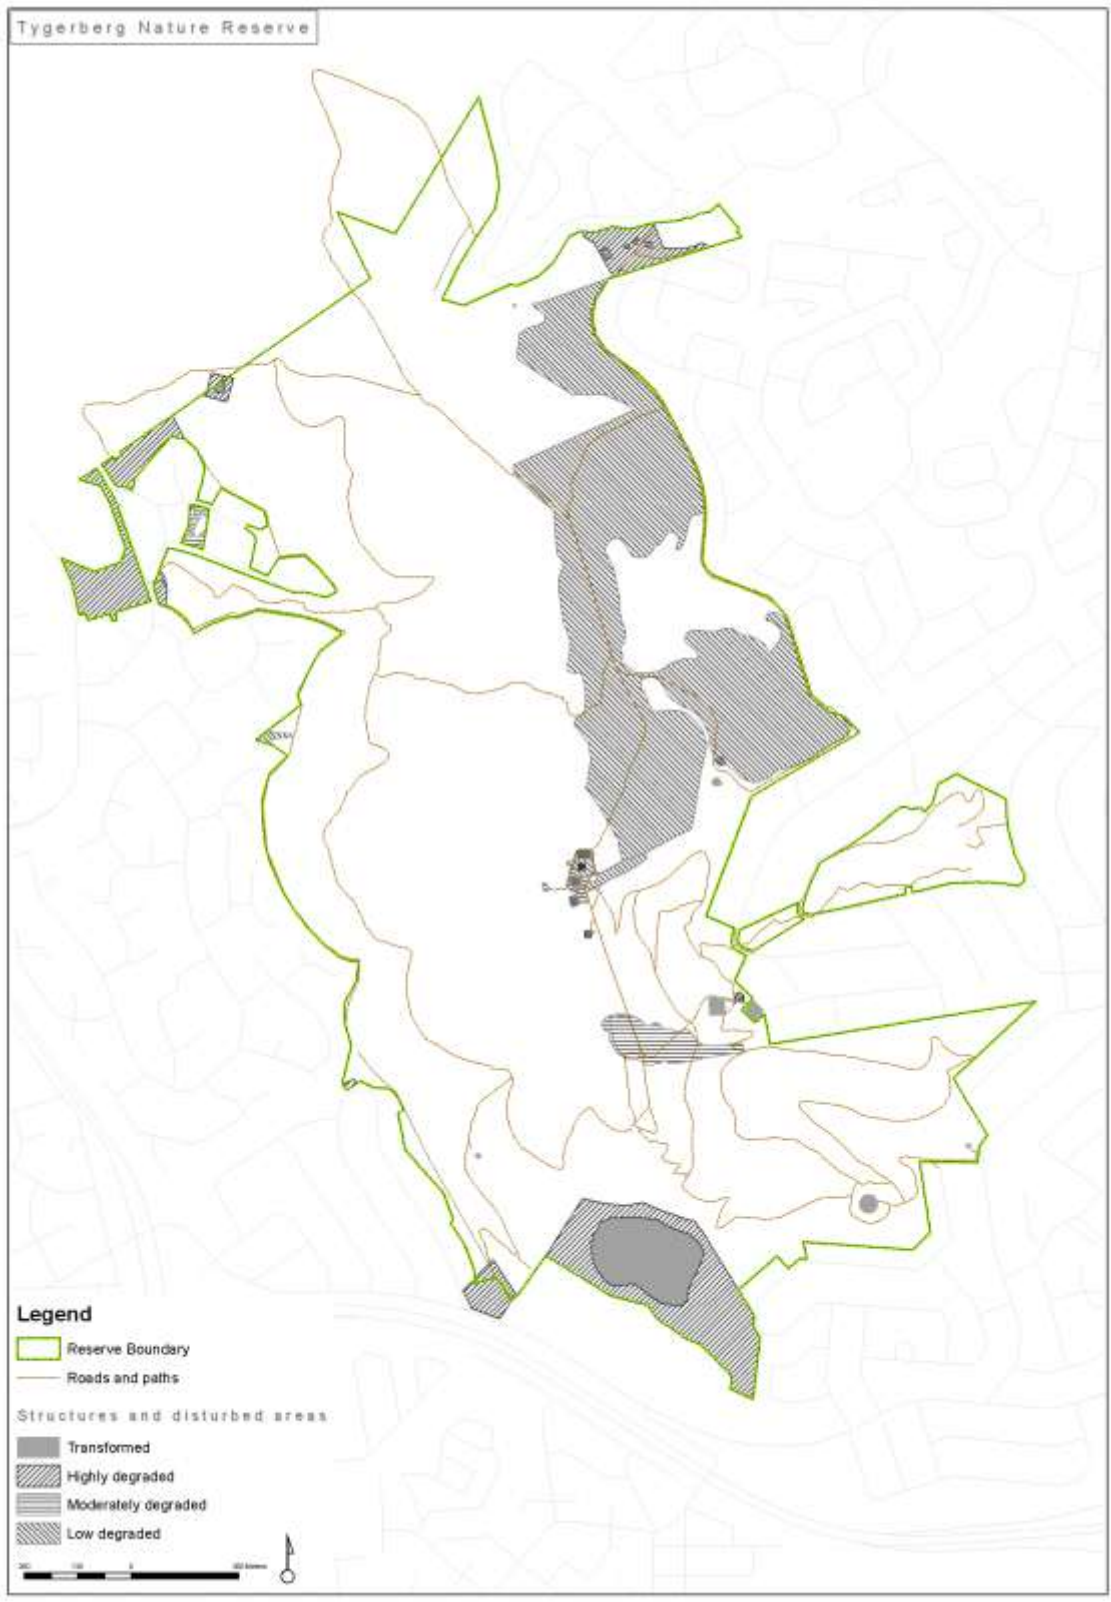 Tygerberg Nature Reserve
Legend
Reserve Boundary
Roads and paths
Structures and disturbed areas
Transformed
Highly degraded
Moderately degraded
Low degraded
0